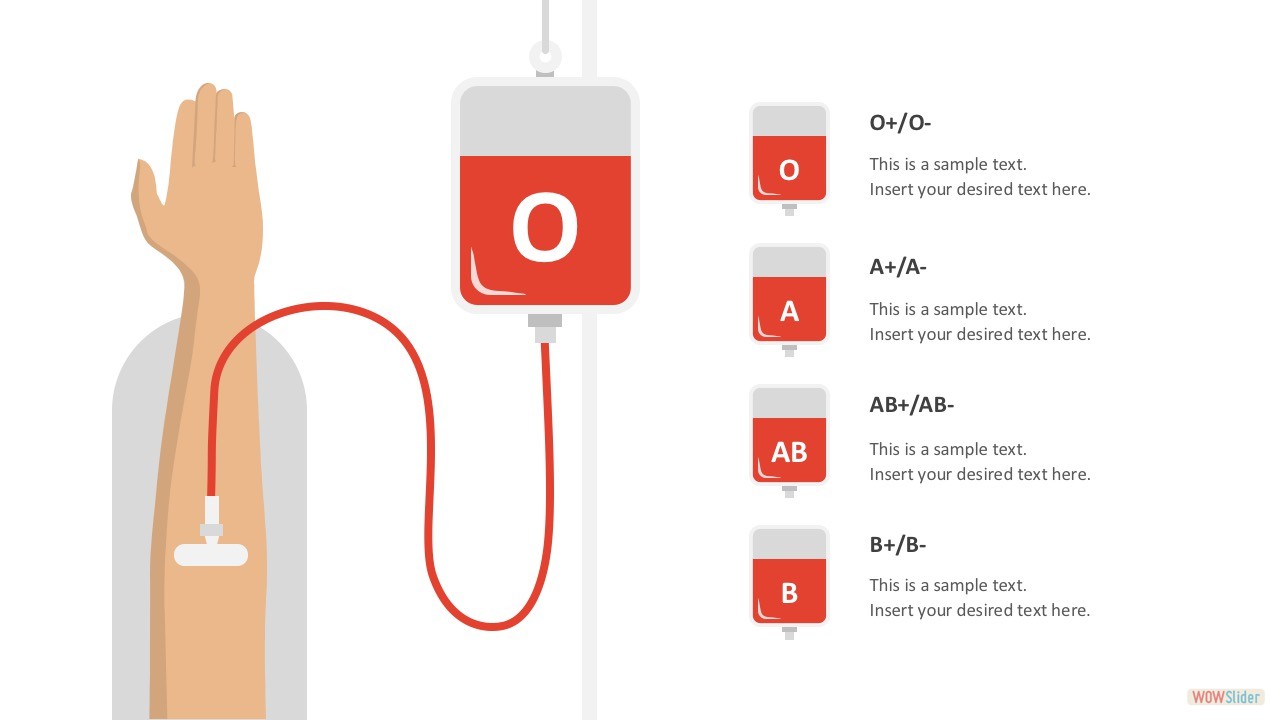 O
O
O+/O-
This is a sample text.
Insert your desired text here.
A
A+/A-
This is a sample text.
Insert your desired text here.
AB
AB+/AB-
This is a sample text.
Insert your desired text here.
B
B+/B-
This is a sample text.
Insert your desired text here.
WOWSlider